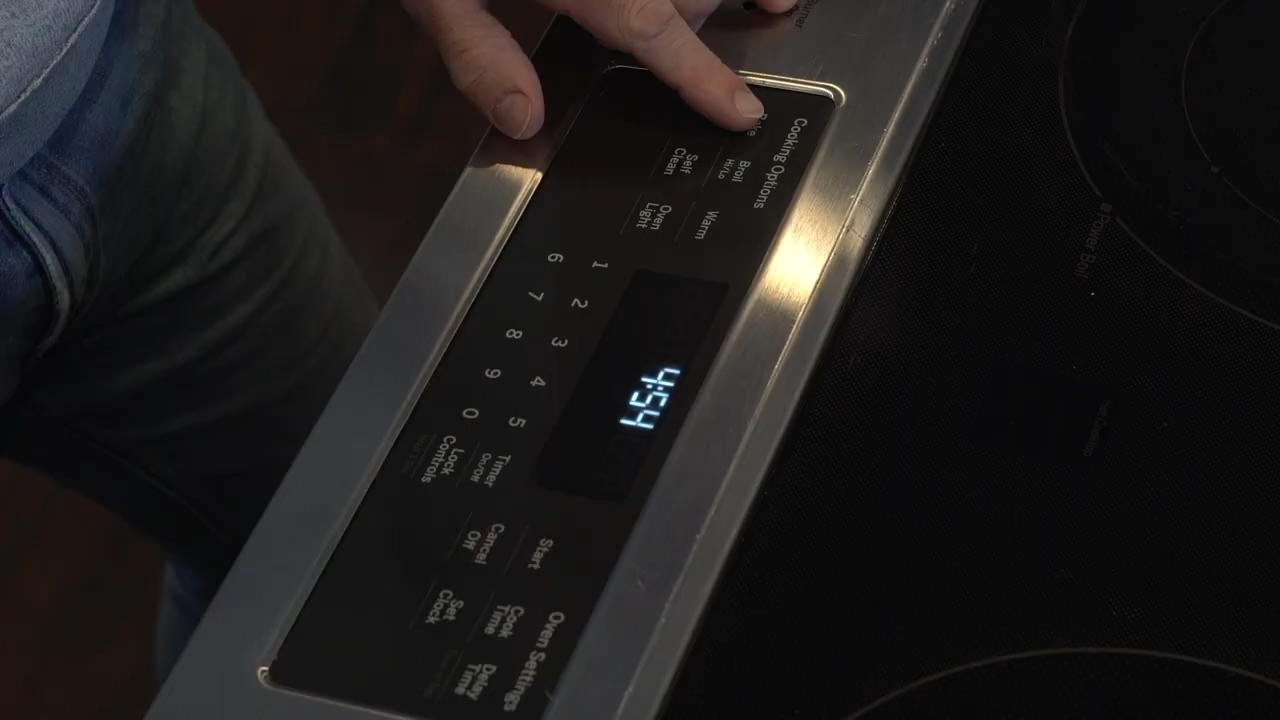 Burner
Cooking Options
Bake
Broil
Hi/Lo
Warm
Self
Clean
Oven
Light
1 2 3 4 5
6 7 8 9 0
4:54
Timer
On/Off
Lock
Controls
Start
Cancel
Off
Oven Settings
Cook
Time
Delay
Time
Set
Clock
Power Boil